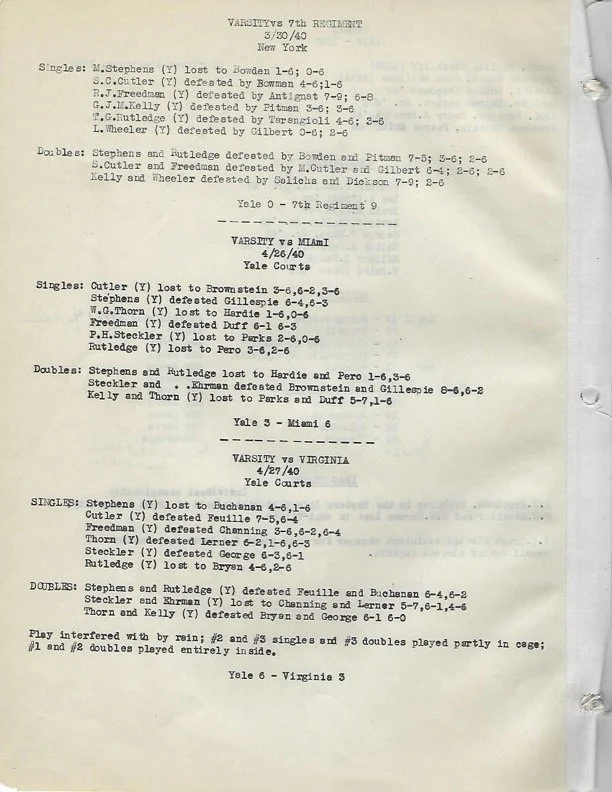 VARSITYvs 7th REGIMENT
3/30/40
New York
Singles: M.Stephens (Y) lost to Bowden 1-6; 0-6
S.C.Cutler (Y) defeated by Bowman 4-6;1-6
R.J.Freedman (Y) defeated by Antignat 7-9; 6-8
G.J.M.Kelly (Y) defeated by Pitman 3-6; 3-6
T.G.Rutledge (Y) defeated by Tarangioli 4-6; 3-6
L.Wheeler (Y) defeated by Gilbert 0-6; 2-6
Doubles: Stephens and Rutledge defeated by Bowden and Pitman 7-5; 3-6; 2-6
S.Cutler and Freedman defeated by M.Cutler and Gilbert 6-4; 2-6; 2-6
Kelly and Wheeler defeated by Salichs and Dickson 7-9; 2-6
Yale 0 - 7th Regiment 9
VARSITY vs MIAmI
4/26/40
Yale Courts
Singles: Cutler (Y) lost to Brownstein 3-6,6-2,3-6
Stephens (Y) defeated Gillespie 6-4,6-3
W.G.Thorn (Y) lost to Hardie 1-6,0-6
Freedman (Y) defeated Duff 6-1 6-3
P.H.Steckler (Y) lost to Parks 2-6,0-6
Rutledge (Y) lost to Pero 3-6,2-6
Doubles: Stephens and Rutledge lost to Hardie and Pero 1-6,3-6
Steckler and . .Ehrman defeated Brownstein and Gillespie 8-6,6-2
Kelly and Thorn (Y) lost to Parks and Duff 5-7,1-6
Yale 3 - Miami 6
VARSITY vs VIRGINIA
4/27/40
Yale Courts
SINGLES: Stephens (Y) lost to Buchanan 4-6,1-6
Cutler (Y) defeated Feuille 7-5,6-4
Freedman (Y) defeated Channing 3-6,6-2,6-4
Thorn (Y) defeated Lerner 6-2,1-6,6-3
Steckler (Y) defeated George 6-3,6-1
Rutledge (Y) lost to Bryan 4-6,2-6
DOUBLES: Stephens and Rutledge (Y) defeated Feuille and Buchanan 6-4,6-2
Steckler and Ehrman (Y) lost to Channing and Lerner 5-7,6-1,4-6
Thorn and Kelly (Y) defeated Bryan and George 6-1 6-0
Play interfered with by rain; #2 and #3 singles and #3 doubles played partly in cage;
#1 and #2 doubles played entirely inside.
Yale 6 - Virginia 3